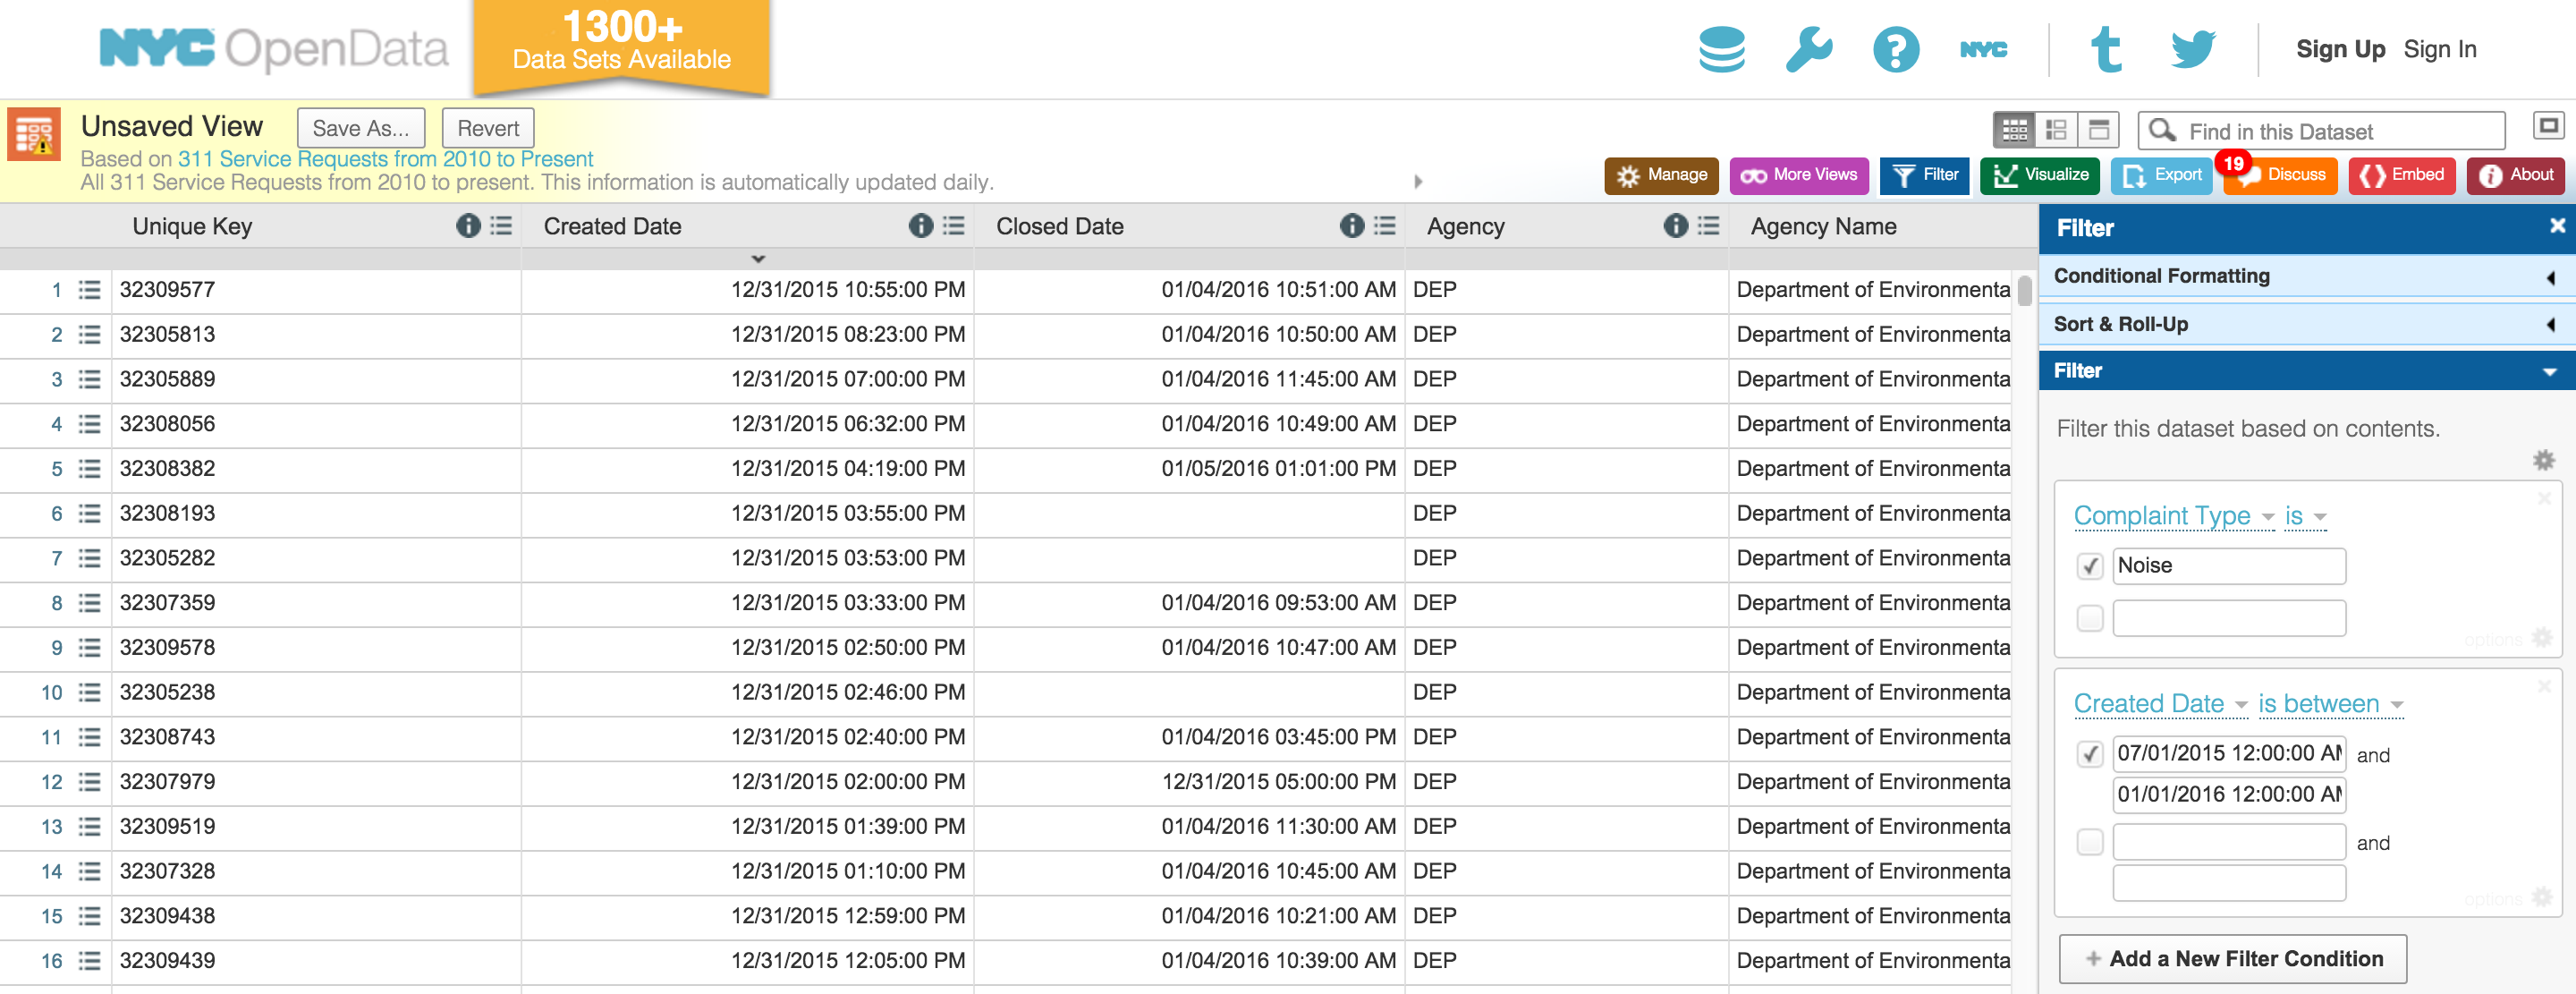 NYC OpenData
1300+
Data Sets Available
NYC
Sign Up Sign In
Unsaved View Save As... Revert
Based on 311 Service Requests from 2010 to Present
All 311 Service Requests from 2010 to present. This information is automatically updated daily.
Find in this Dataset
Manage More Views Filter Visualize Export 19 Discuss Embed About
Unique Key Created Date Closed Date Agency Agency Name
1 32309577 12/31/2015 10:55:00 PM 01/04/2016 10:51:00 AM DEP Department of Environmenta
2 32305813 12/31/2015 08:23:00 PM 01/04/2016 10:50:00 AM DEP Department of Environmenta
3 32305889 12/31/2015 07:00:00 PM 01/04/2016 11:45:00 AM DEP Department of Environmenta
4 32308056 12/31/2015 06:32:00 PM 01/04/2016 10:49:00 AM DEP Department of Environmenta
5 32308382 12/31/2015 04:19:00 PM 01/05/2016 01:01:00 PM DEP Department of Environmenta
6 32308193 12/31/2015 03:55:00 PM DEP Department of Environmenta
7 32305282 12/31/2015 03:53:00 PM DEP Department of Environmenta
8 32307359 12/31/2015 03:33:00 PM 01/04/2016 09:53:00 AM DEP Department of Environmenta
9 32309578 12/31/2015 02:50:00 PM 01/04/2016 10:47:00 AM DEP Department of Environmenta
10 32305238 12/31/2015 02:46:00 PM DEP Department of Environmenta
11 32308743 12/31/2015 02:40:00 PM 01/04/2016 03:45:00 PM DEP Department of Environmenta
12 32307979 12/31/2015 02:00:00 PM 12/31/2015 05:00:00 PM DEP Department of Environmenta
13 32309519 12/31/2015 01:39:00 PM 01/04/2016 11:30:00 AM DEP Department of Environmenta
14 32307328 12/31/2015 01:10:00 PM 01/04/2016 10:45:00 AM DEP Department of Environmenta
15 32309438 12/31/2015 12:59:00 PM 01/04/2016 10:21:00 AM DEP Department of Environmenta
16 32309439 12/31/2015 12:05:00 PM 01/04/2016 10:39:00 AM DEP Department of Environmenta
Filter
Conditional Formatting
Sort & Roll-Up
Filter
Filter this dataset based on contents.
Complaint Type is
Noise
options
Created Date is between
07/01/2015 12:00:00 AM and
01/01/2016 12:00:00 AM
and
options
+ Add a New Filter Condition